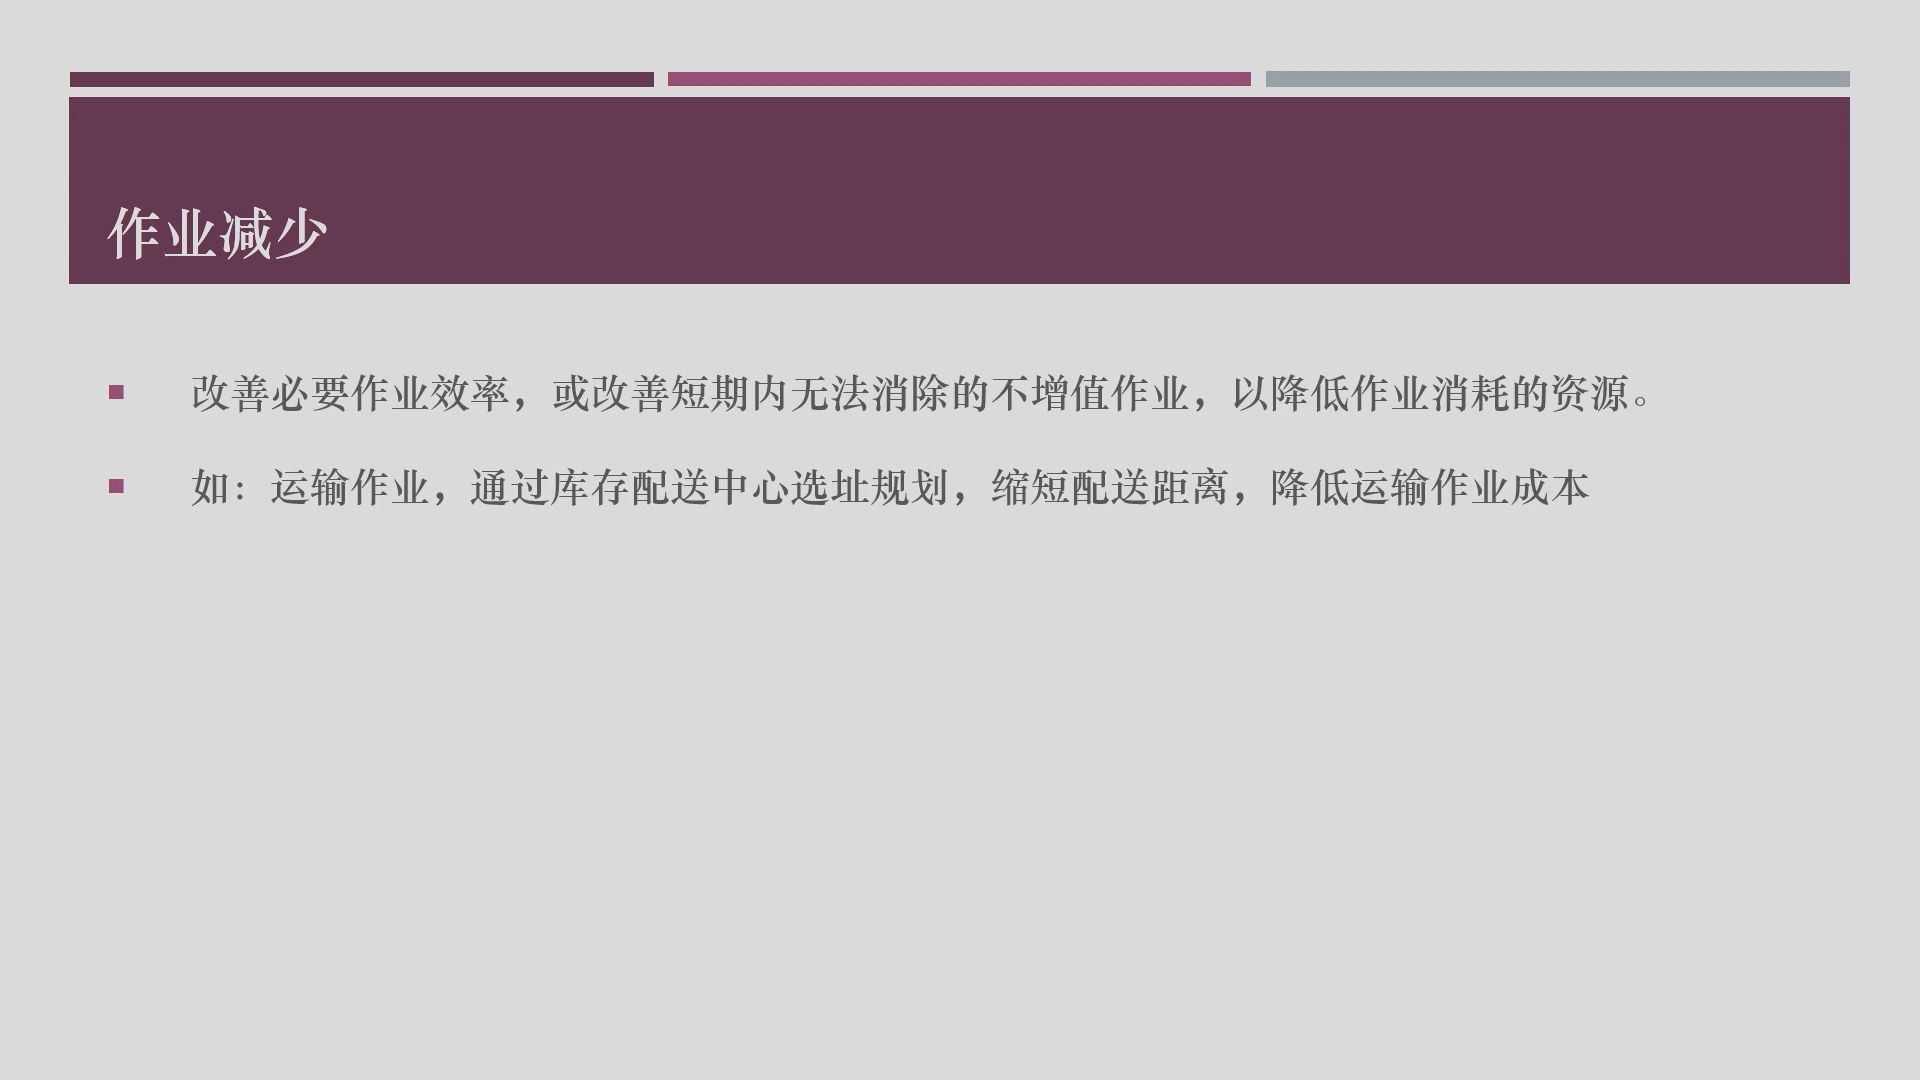 作业减少
改善必要作业效率，或改善短期内无法消除的不增值作业，以降低作业消耗的资源。
如：运输作业，通过库存配送中心选址规划，缩短配送距离，降低运输作业成本